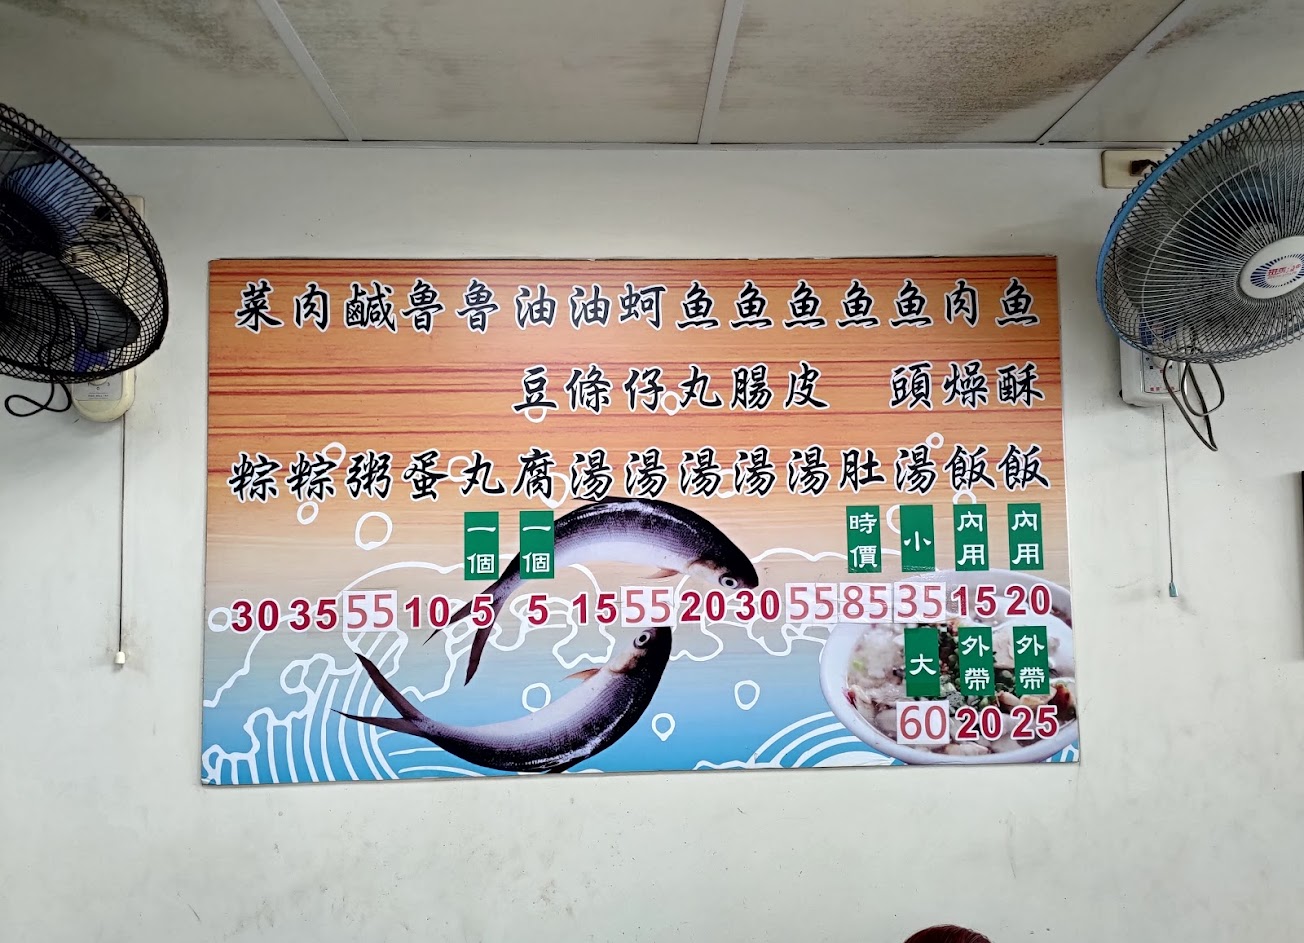 魚酥飯
內用
20
外帶
25
肉燥飯
內用
15
外帶
20
魚頭湯
小
35
大
60
魚肚
時價
85
魚皮湯
55
魚腸湯
30
魚丸湯
20
蚵仔湯
55
油條湯
15
油豆腐
一個
5
魯丸
一個
5
魯蛋
10
鹹粥
55
肉粽
35
菜粽
30